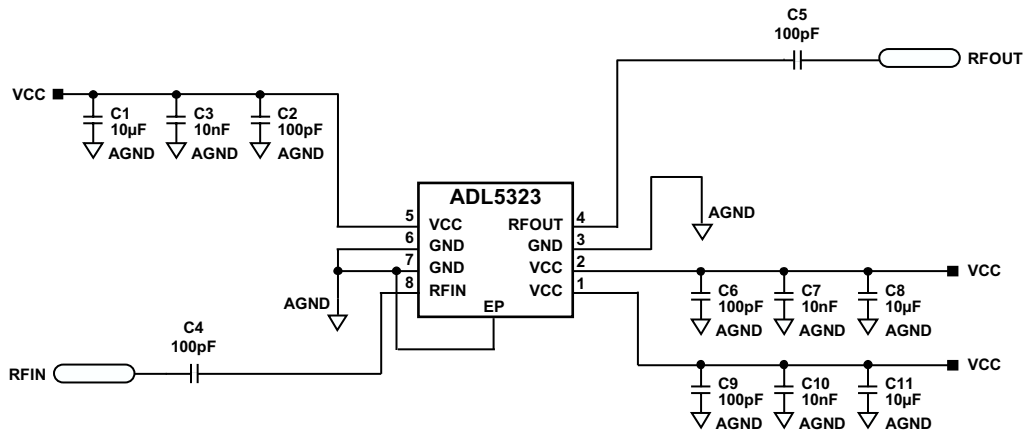 C5
100pF
RFOUT
VCC
C1
10µF
AGND
C3
10nF
AGND
C2
100pF
AGND
ADL5323
5
VCC
6
GND
7
GND
8
RFIN
RFOUT
4
GND
3
VCC
2
VCC
1
EP
AGND
AGND
VCC
C6
100pF
AGND
C7
10nF
AGND
C8
10µF
AGND
C4
100pF
RFIN
VCC
C9
100pF
AGND
C10
10nF
AGND
C11
10µF
AGND